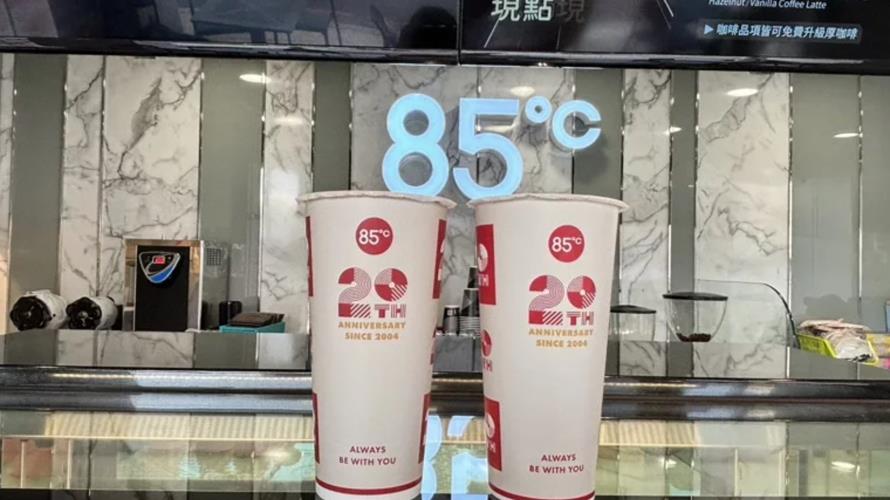 現點現
Hazelnut/Vanilla Coffee Latte
▶ 咖啡品項皆可免費升級厚咖啡
85°C
85°C
20TH
ANNIVERSARY
SINCE 2004
ALWAYS
BE WITH YOU
85°C
20TH
ANNIVERSARY
SINCE 2004
ALWAYS
BE WITH YOU